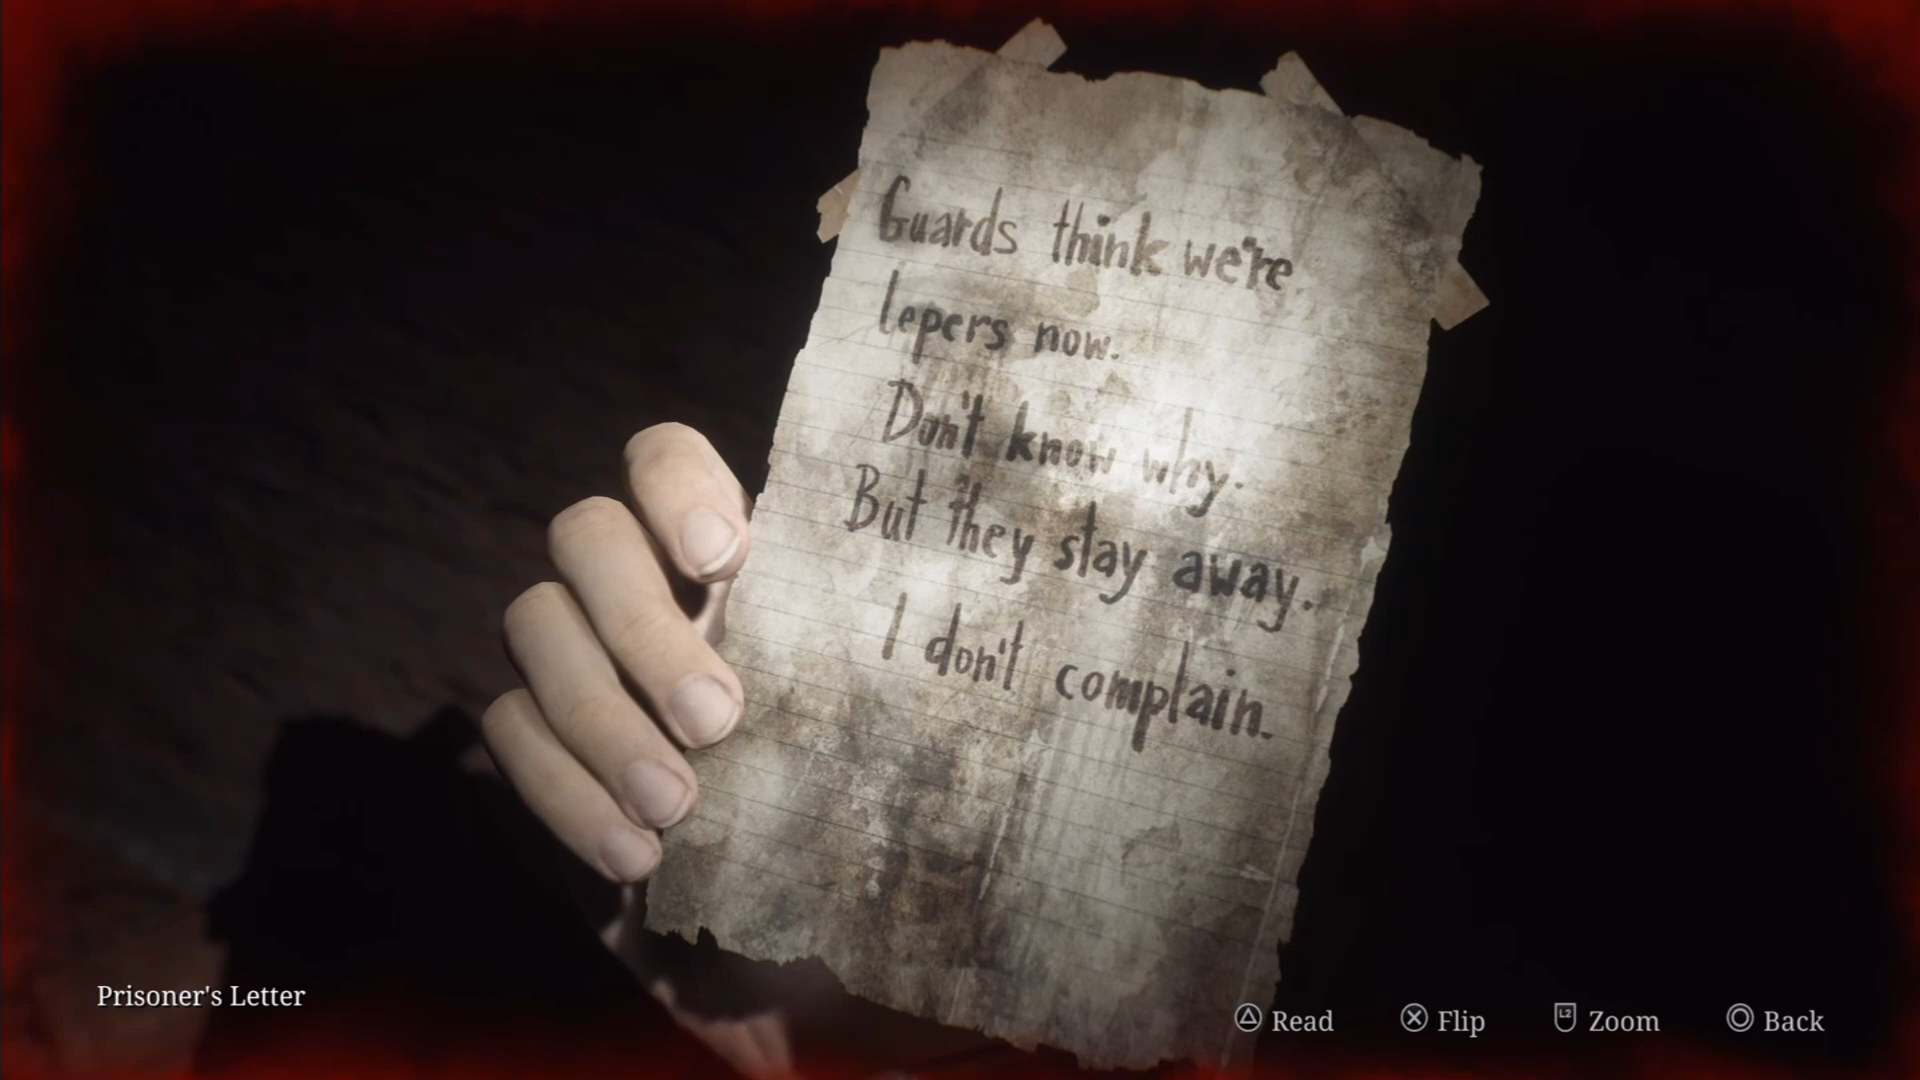 Guards think we're
lepers now.
Don't know why.
But they stay away.
I don't complain.
Prisoner's Letter
Read
Flip
L2 Zoom
Back